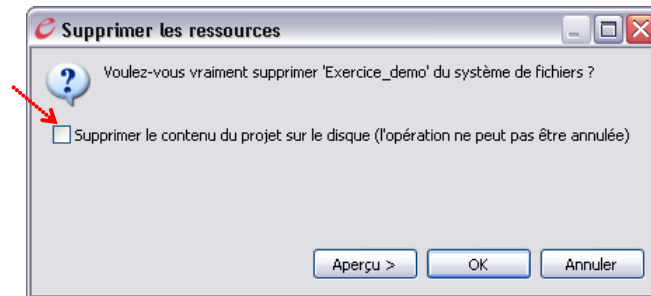 Supprimer les ressources
Voulez-vous vraiment supprimer 'Exercice_demo' du système de fichiers ?
Supprimer le contenu du projet sur le disque (l'opération ne peut pas être annulée)
Aperçu >
OK
Annuler